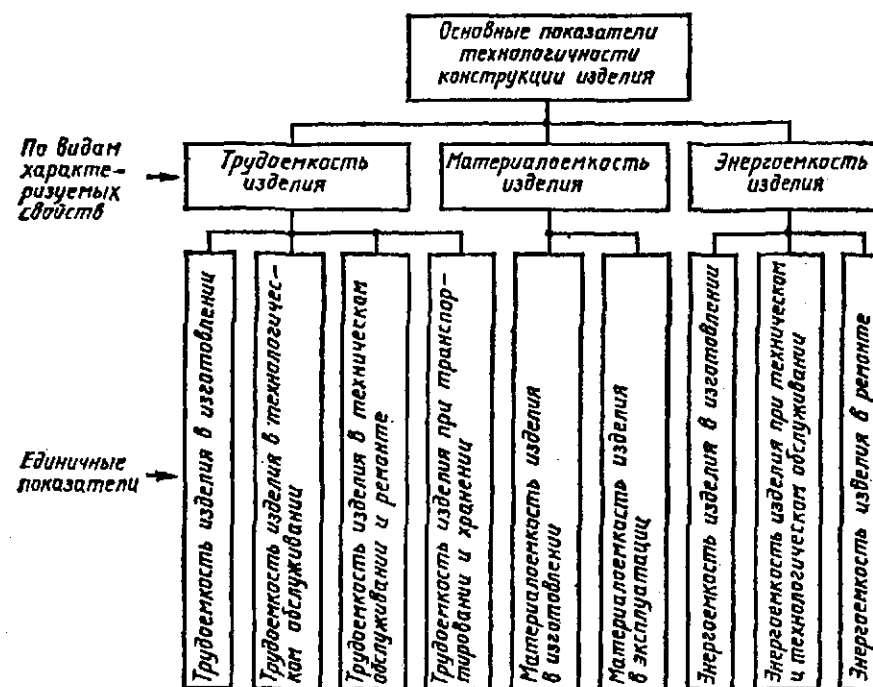 Основные показатели
технологичности
конструкции изделия
По видам
характе-
ризуемых
свойств
Трудоемкость
изделия
Материалоемкость
изделия
Энергоемкость
изделия
Единичные
показатели
Трудоемкость изделия в изготовлении
Трудоемкость изделия в технологичес-
ком обслуживании
Трудоемкость изделия в техническом
обслуживании и ремонте
Трудоемкость изделия при транспор-
тировании и хранении
Материалоемкость изделия
в изготовлении
Материалоемкость изделия
в эксплуатации
Энергоемкость изделия в изготовлении
Энергоемкость изделия при техническом
и технологическом обслуживании
Энергоемкость изделия в ремонте